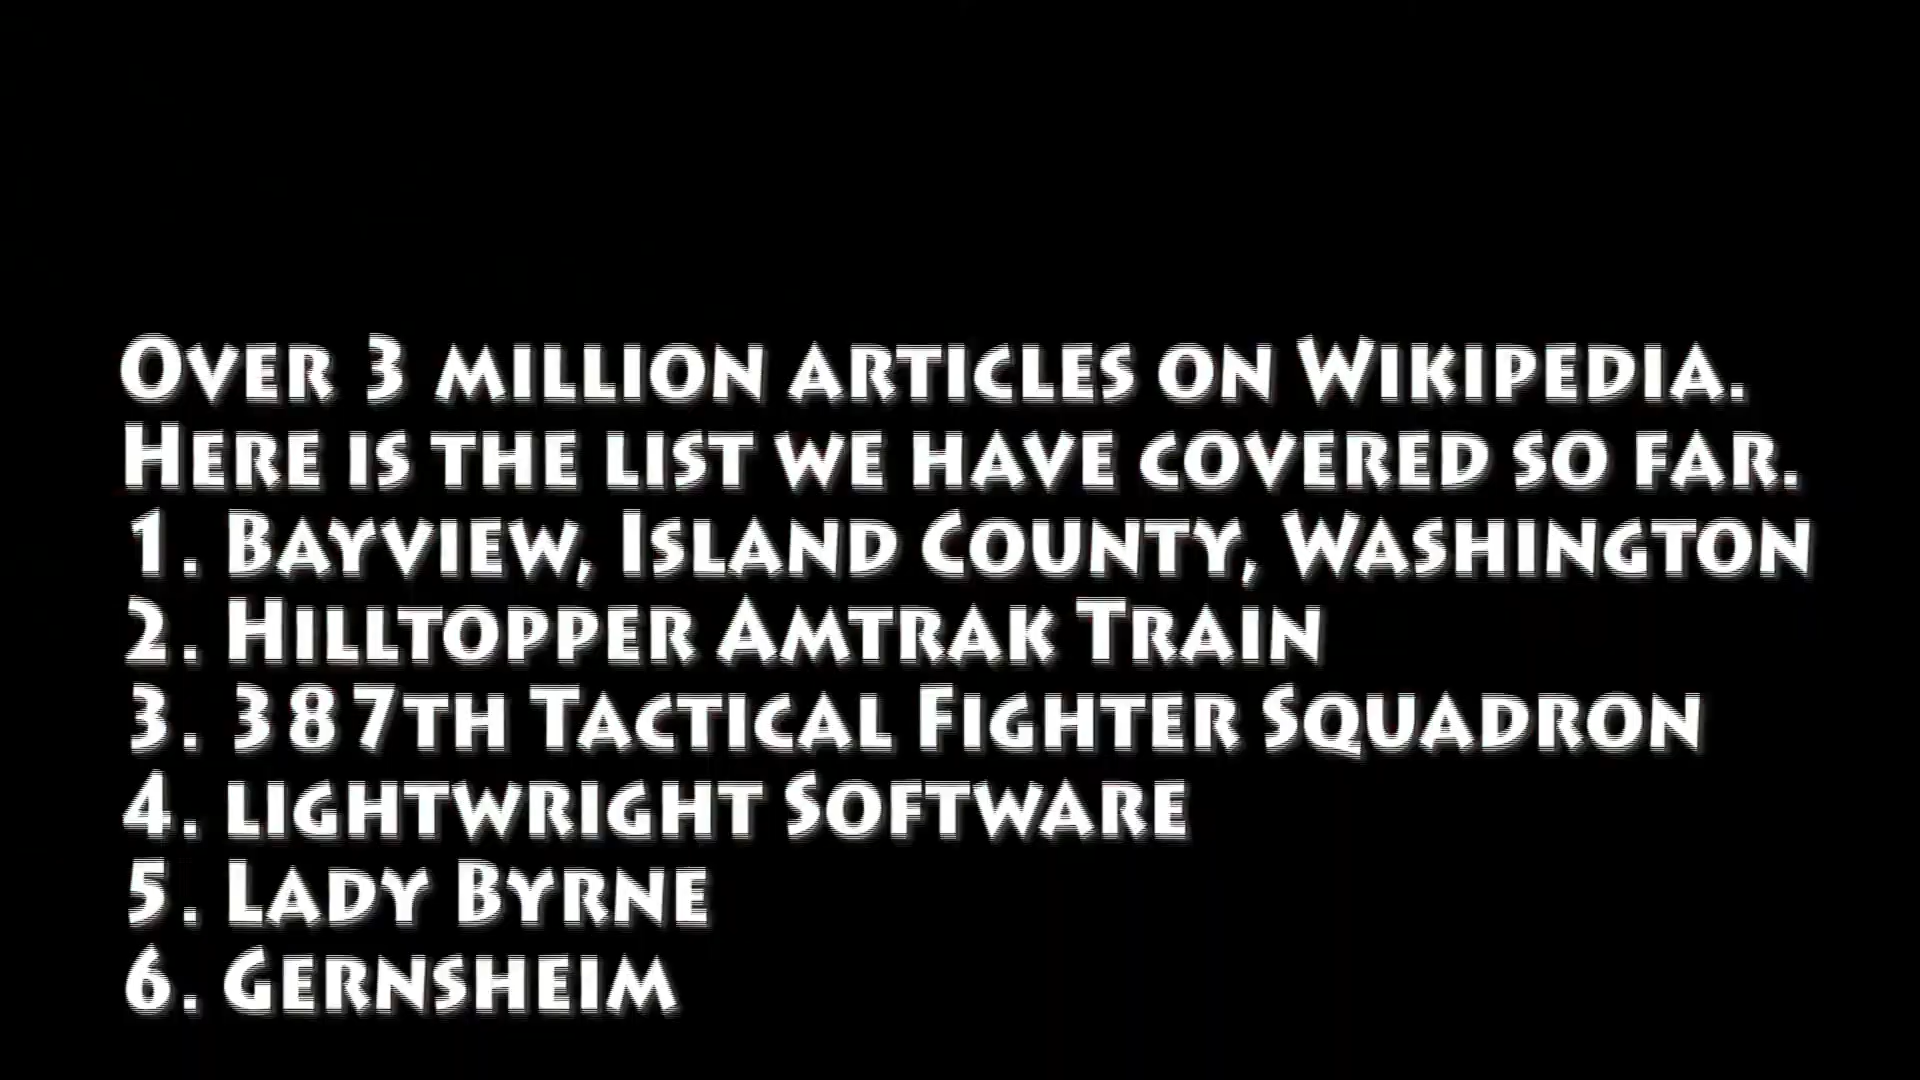 Over 3 million articles on Wikipedia.
Here is the list we have covered so far.
1. Bayview, Island County, Washington
2. Hilltopper Amtrak Train
3. 387th Tactical Fighter Squadron
4. lightwright Software
5. Lady Byrne
6. Gernsheim